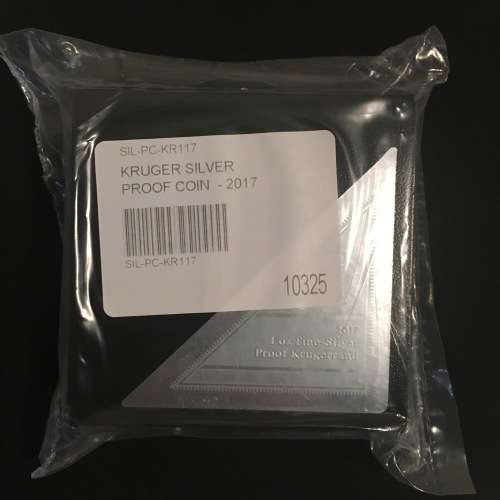 SIL-PC-KR117
KRUGER SILVER
PROOF COIN - 2017
SIL-PC-KR117
10325
2017
1 oz Fine Silver
Proof Krugerrand